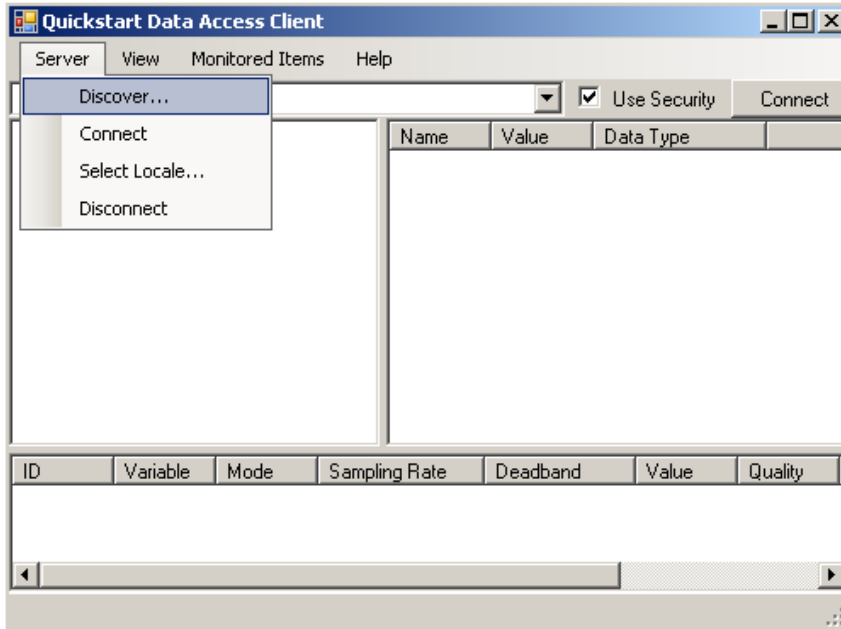 Quickstart Data Access Client
Server View Monitored Items Help
Discover...
Use Security Connect
Connect
Select Locale...
Disconnect
Name Value Data Type
ID Variable Mode Sampling Rate Deadband Value Quality